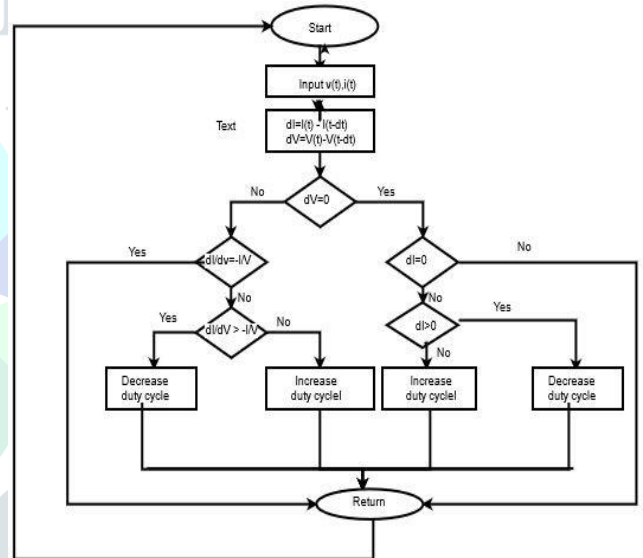 Start
Input v(t),i(t)
Text
dI=I(t) - I(t-dt)
dV=V(t)-V(t-dt)
No
dV=0
Yes
Yes
dI/dv=-I/V
dI=0
No
No
No
Yes
dI/dV > -I/V
No
dI>0
Yes
No
Decrease
duty cycle
Increase
duty cyclel
Increase
duty cyclel
Decrease
duty cycle
Return